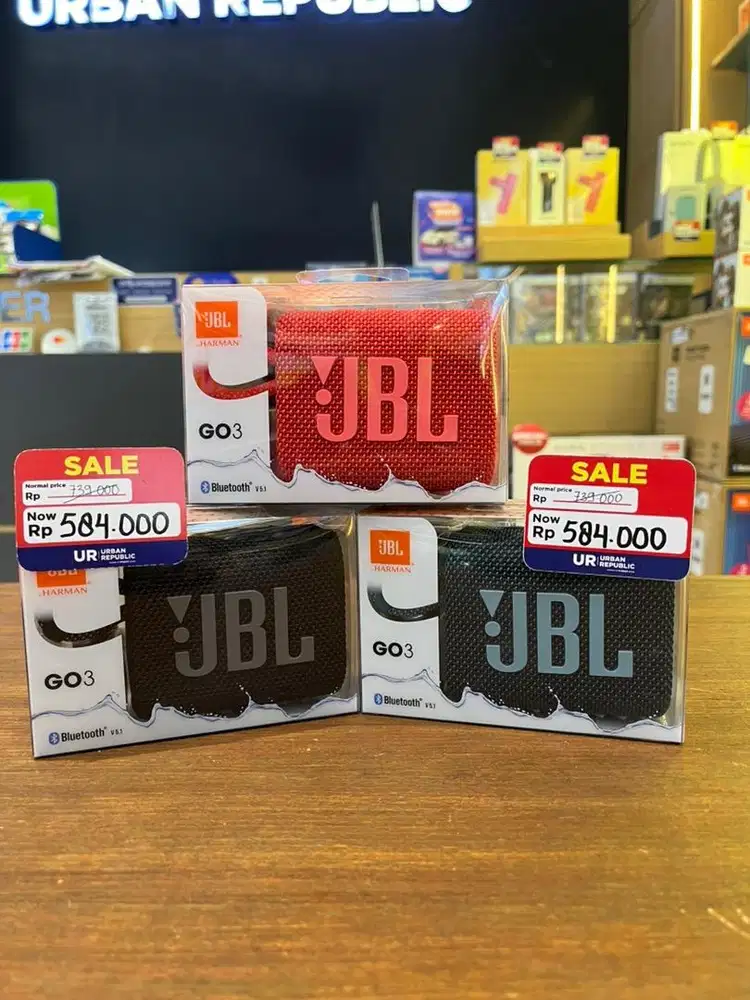 URBAN REPUBLIC
JBL
HARMAN
GO3
JBL
Bluetooth® V5.1
SALE
Normal price
Rp 739.000
Now
Rp 584.000
UR URBAN
REPUBLIC
SALE
Normal price
Rp 739.000
Now
Rp 584.000
UR URBAN
REPUBLIC
JBL
HARMAN
GO3
JBL
Bluetooth® V5.1
JBL
HARMAN
GO3
JBL
Bluetooth® V5.1
ER
JCB